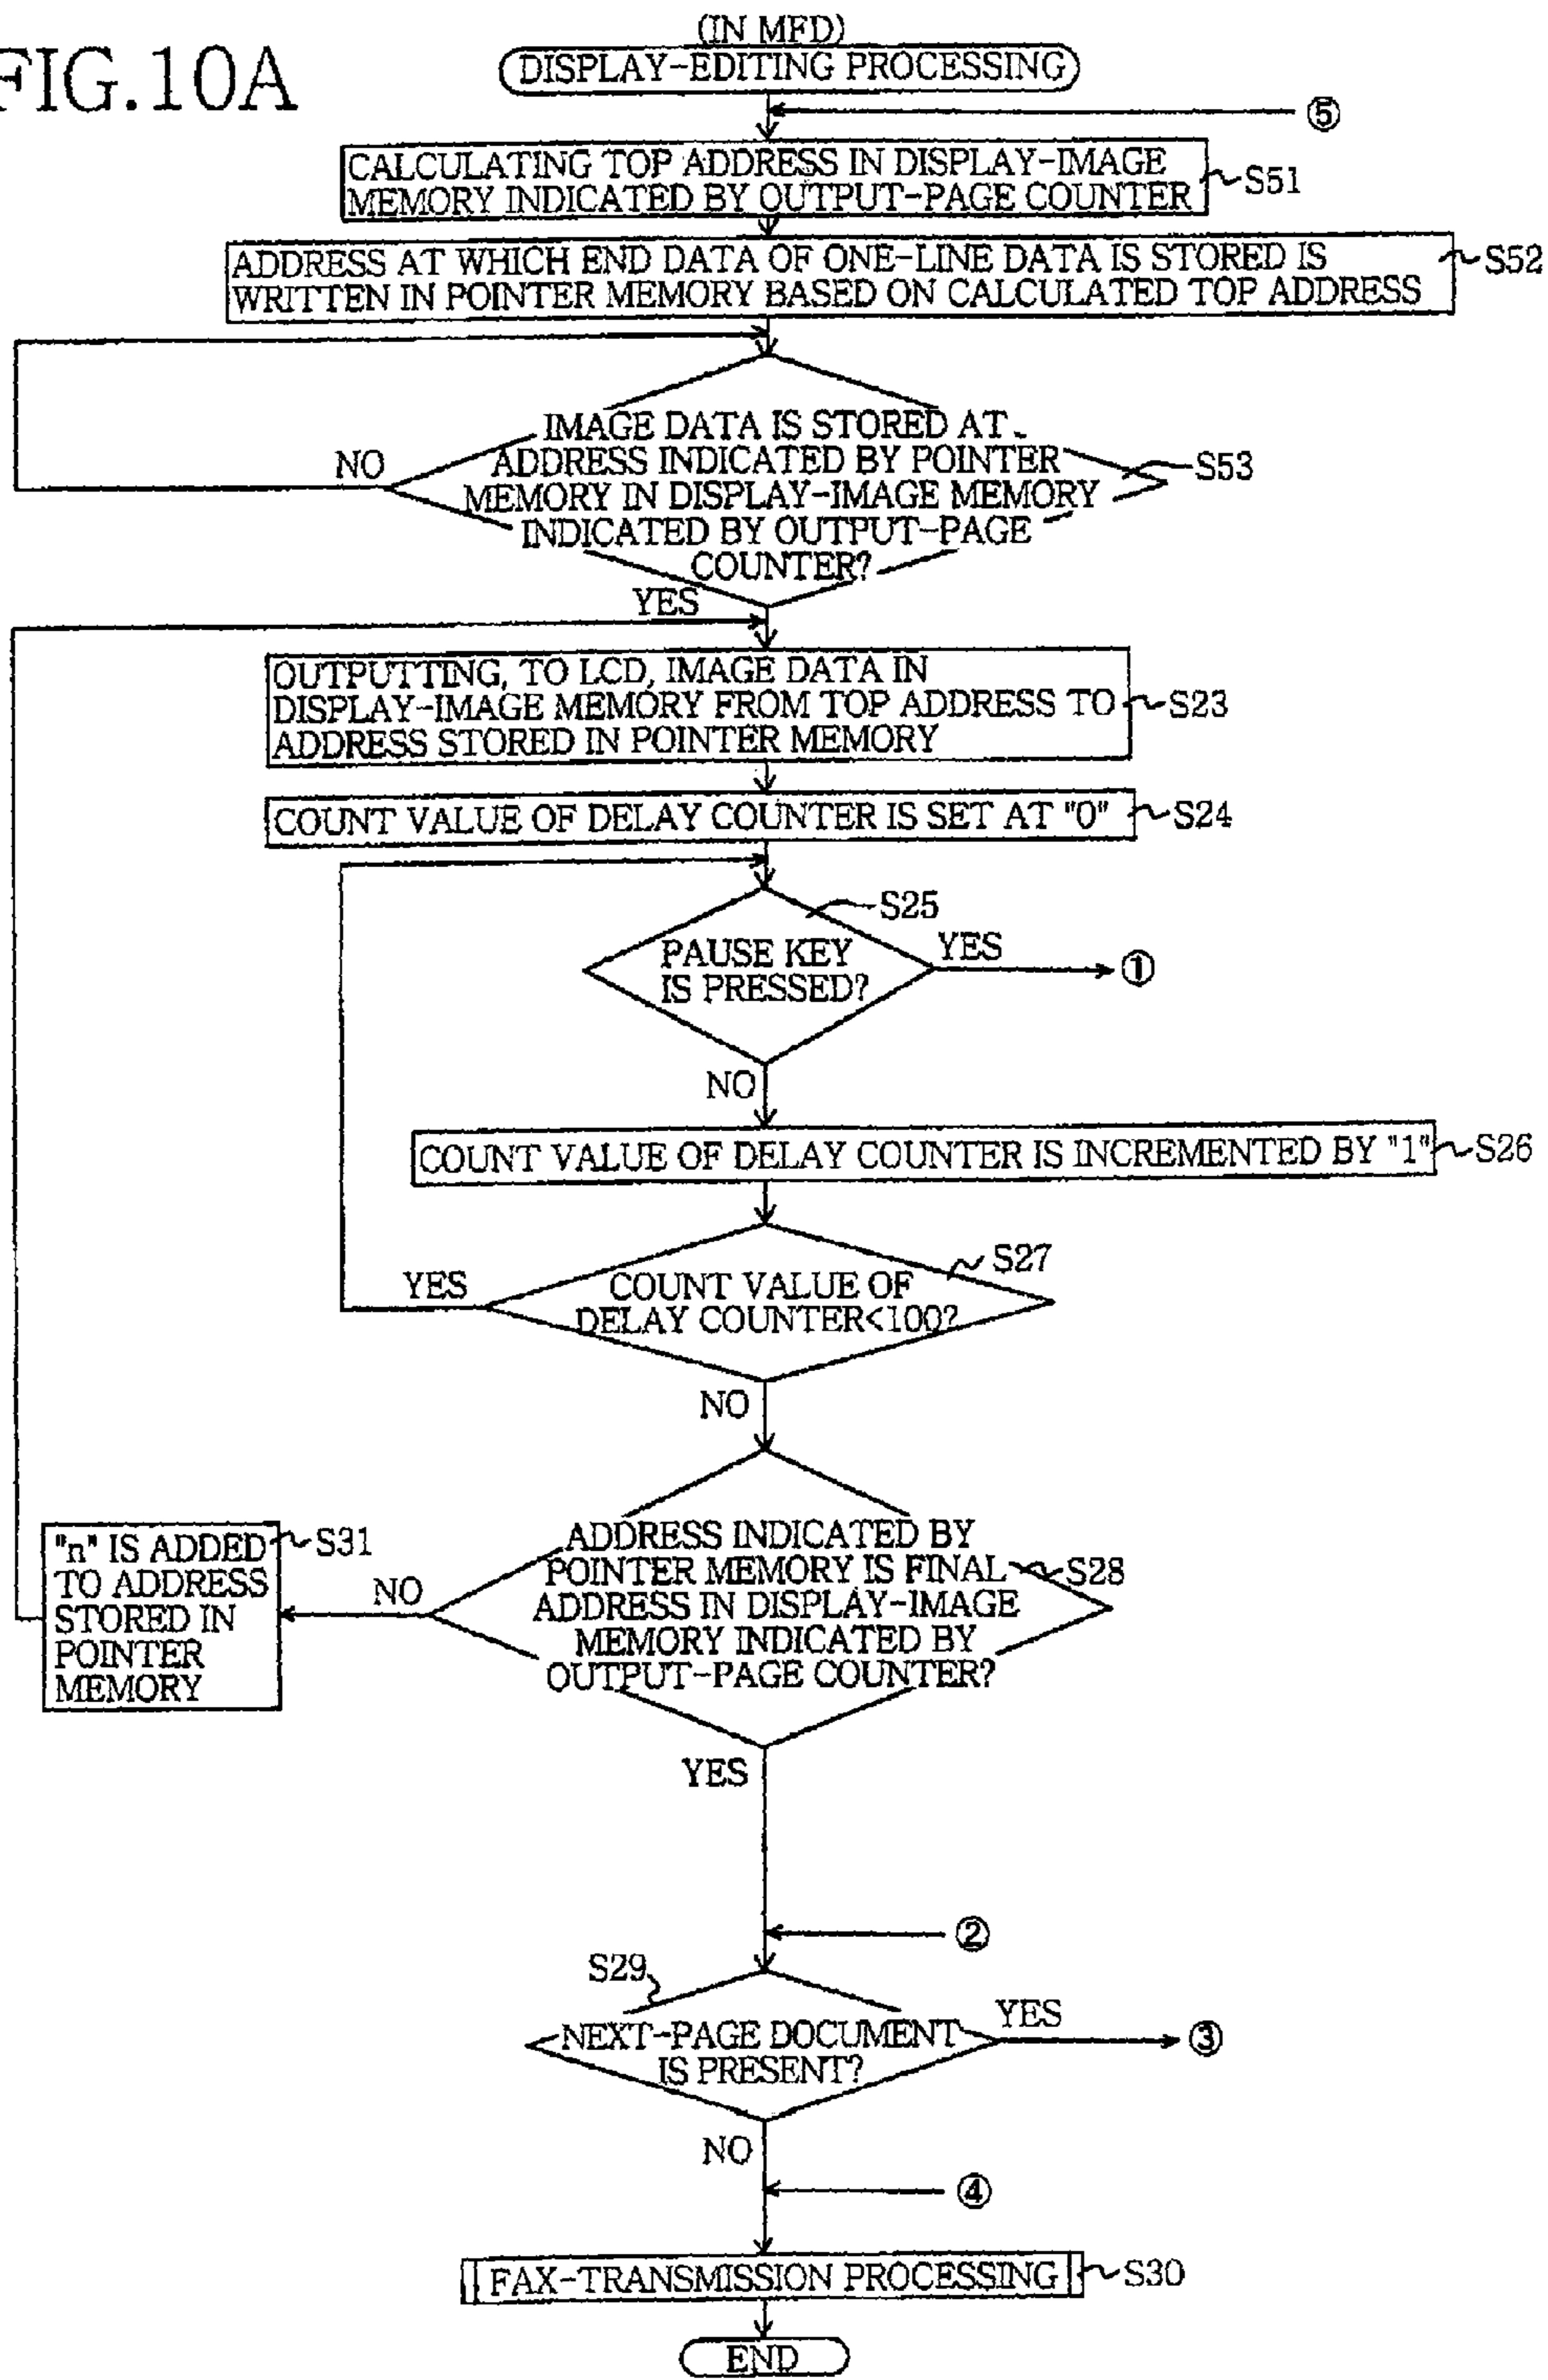 FIG.10A
(IN MFD)
DISPLAY-EDITING PROCESSING
⑤
CALCULATING TOP ADDRESS IN DISPLAY-IMAGE
MEMORY INDICATED BY OUTPUT-PAGE COUNTER
S51
ADDRESS AT WHICH END DATA OF ONE-LINE DATA IS STORED IS
WRITTEN IN POINTER MEMORY BASED ON CALCULATED TOP ADDRESS
S52
IMAGE DATA IS STORED AT
ADDRESS INDICATED BY POINTER
MEMORY IN DISPLAY-IMAGE MEMORY
INDICATED BY OUTPUT-PAGE
COUNTER?
S53
NO
YES
OUTPUTTING, TO LCD, IMAGE DATA IN
DISPLAY-IMAGE MEMORY FROM TOP ADDRESS TO
ADDRESS STORED IN POINTER MEMORY
S23
COUNT VALUE OF DELAY COUNTER IS SET AT "0"
S24
S25
PAUSE KEY
IS PRESSED?
YES
①
NO
COUNT VALUE OF DELAY COUNTER IS INCREMENTED BY "1"
S26
S27
COUNT VALUE OF
DELAY COUNTER<100?
YES
NO
ADDRESS INDICATED BY
POINTER MEMORY IS FINAL
ADDRESS IN DISPLAY-IMAGE
MEMORY INDICATED BY
OUTPUT-PAGE COUNTER?
S28
NO
"n" IS ADDED
TO ADDRESS
STORED IN
POINTER
MEMORY
S31
YES
②
S29
NEXT-PAGE DOCUMENT
IS PRESENT?
YES
③
NO
④
FAX-TRANSMISSION PROCESSING
S30
END